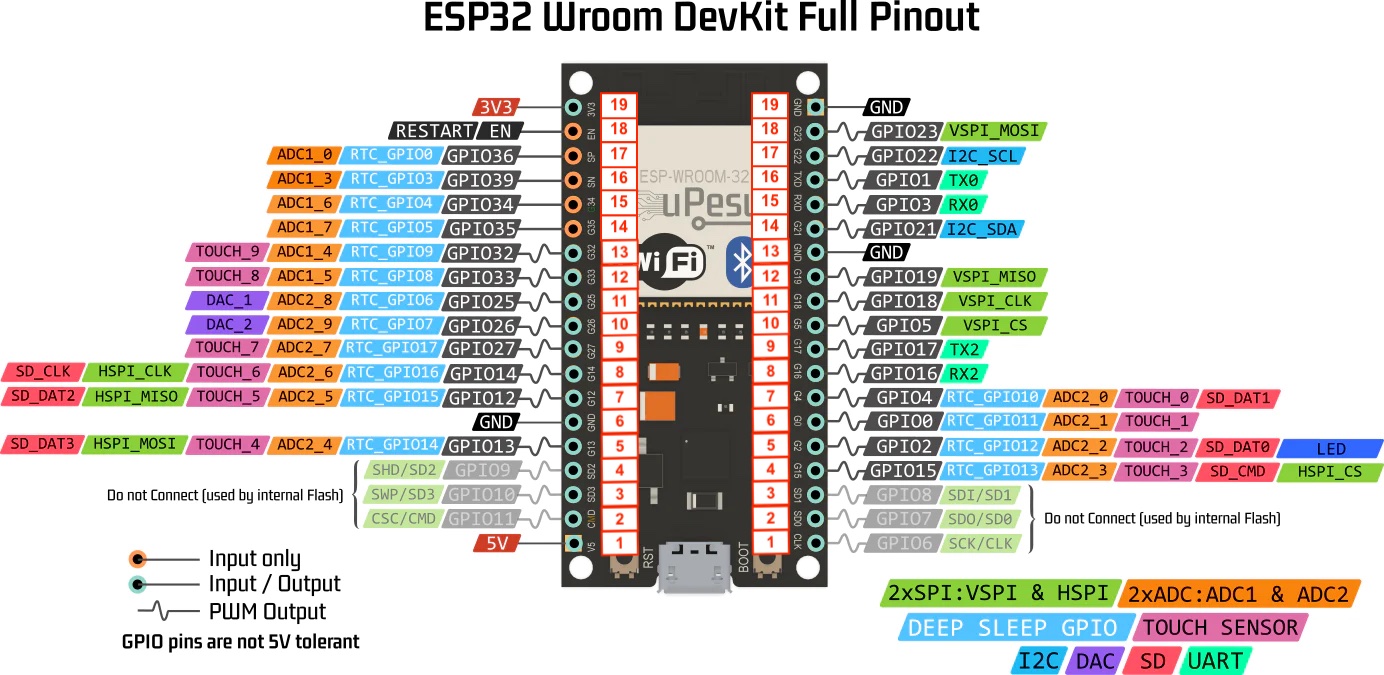 ESP32 Wroom DevKit Full Pinout
3V3 3V3 19 19 GND GND
RESTART EN EN 18 18 G23 GPIO23 VSPI_MOSI
ADC1_0 RTC_GPIO0 GPIO36 SP 17 17 G22 GPIO22 I2C_SCL
ADC1_3 RTC_GPIO3 GPIO39 SN 16 ESP-WROOM-32 16 TXD GPIO1 TX0
ADC1_6 RTC_GPIO4 GPIO34 34 15 uPesy 15 RXD GPIO3 RX0
ADC1_7 RTC_GPIO5 GPIO35 G35 14 14 G21 GPIO21 I2C_SDA
TOUCH_9 ADC1_4 RTC_GPIO9 GPIO32 G32 13 WiFi ™ 13 GND GND
TOUCH_8 ADC1_5 RTC_GPIO8 GPIO33 G33 12 12 G19 GPIO19 VSPI_MISO
DAC_1 ADC2_8 RTC_GPIO6 GPIO25 G25 11 11 G18 GPIO18 VSPI_CLK
DAC_2 ADC2_9 RTC_GPIO7 GPIO26 G26 10 10 G5 GPIO5 VSPI_CS
TOUCH_7 ADC2_7 RTC_GPIO17 GPIO27 G27 9 9 G17 GPIO17 TX2
SD_CLK HSPI_CLK TOUCH_6 ADC2_6 RTC_GPIO16 GPIO14 G14 8 8 G16 GPIO16 RX2
SD_DAT2 HSPI_MISO TOUCH_5 ADC2_5 RTC_GPIO15 GPIO12 G12 7 7 G4 GPIO4 RTC_GPIO10 ADC2_0 TOUCH_0 SD_DAT1
GND GND 6 6 G0 GPIO0 RTC_GPIO11 ADC2_1 TOUCH_1
SD_DAT3 HSPI_MOSI TOUCH_4 ADC2_4 RTC_GPIO14 GPIO13 G13 5 5 G2 GPIO2 RTC_GPIO12 ADC2_2 TOUCH_2 SD_DAT0 LED
SHD/SD2 GPIO9 SD2 4 4 G15 GPIO15 RTC_GPIO13 ADC2_3 TOUCH_3 SD_CMD HSPI_CS
Do not Connect (used by internal Flash) SWP/SD3 GPIO10 SD3 3 3 SD1 GPIO8 SDI/SD1
CSC/CMD GPIO11 CMD 2 2 SD0 GPIO7 SDO/SD0 Do not Connect (used by internal Flash)
5V V5 1 1 CLK GPIO6 SCK/CLK
RST BOOT
Input only
Input / Output
PWM Output
GPIO pins are not 5V tolerant
2xSPI:VSPI & HSPI 2xADC:ADC1 & ADC2
DEEP SLEEP GPIO TOUCH SENSOR
I2C DAC SD UART